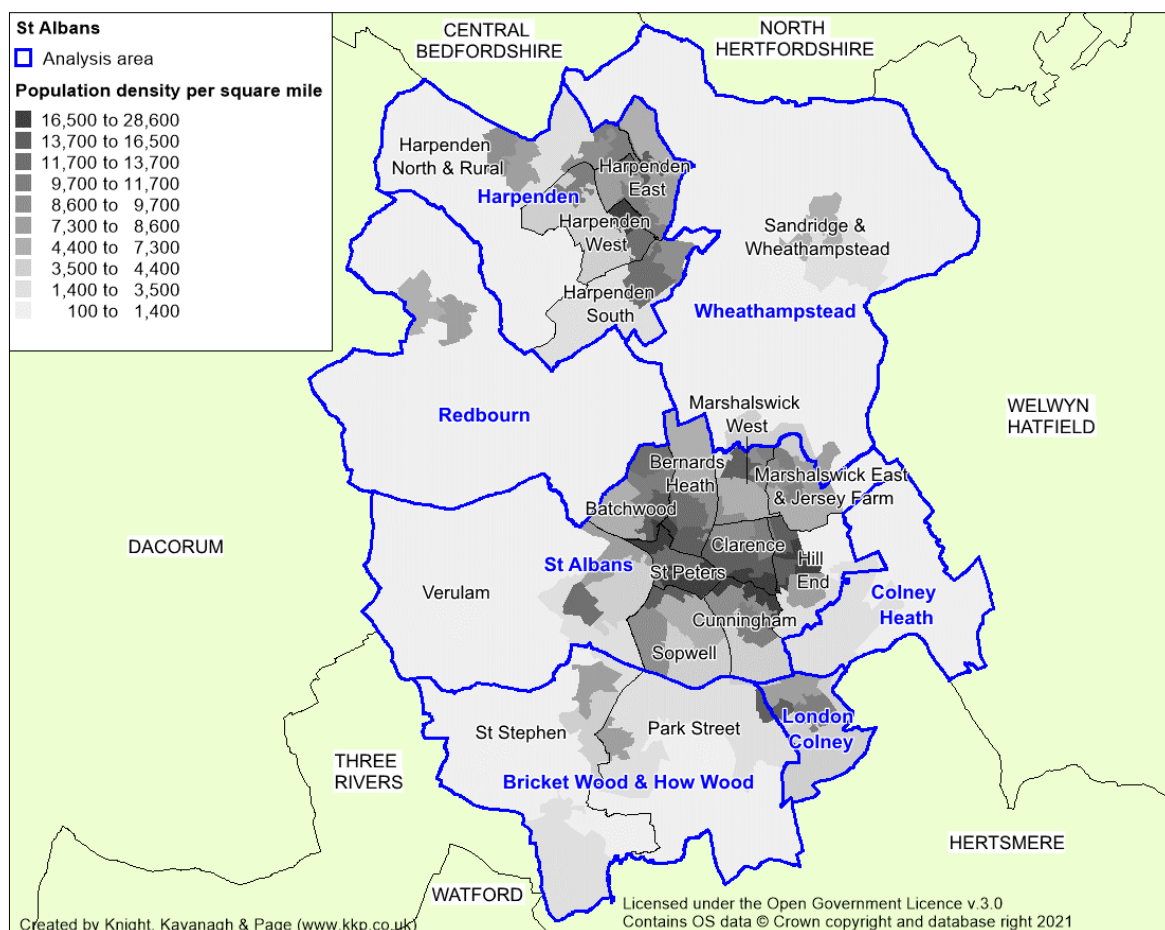 St Albans
Analysis area
Population density per square mile
16,500 to 28,600
13,700 to 16,500
11,700 to 13,700
9,700 to 11,700
8,600 to 9,700
7,300 to 8,600
4,400 to 7,300
3,500 to 4,400
1,400 to 3,500
100 to 1,400
CENTRAL
BEDFORDSHIRE
NORTH
HERTFORDSHIRE
Harpenden
North & Rural
Harpenden
Harpenden
East
Harpenden
West
Harpenden
South
Sandridge &
Wheathampstead
Wheathampstead
Redbourn
Marshalswick
West
WELWYN
HATFIELD
Bernards
Heath
Marshalswick East
& Jersey Farm
Batchwood
DACORUM
Clarence
St Albans
St Peters
Hill
End
Verulam
Colney
Heath
Cunningham
Sopwell
St Stephen
Park Street
London
Colney
THREE
RIVERS
Bricket Wood & How Wood
HERTSMERE
WATFORD
Created by Knight, Kavanagh & Page (www.kkp.co.uk)
Licensed under the Open Government Licence v.3.0
Contains OS data © Crown copyright and database right 2021